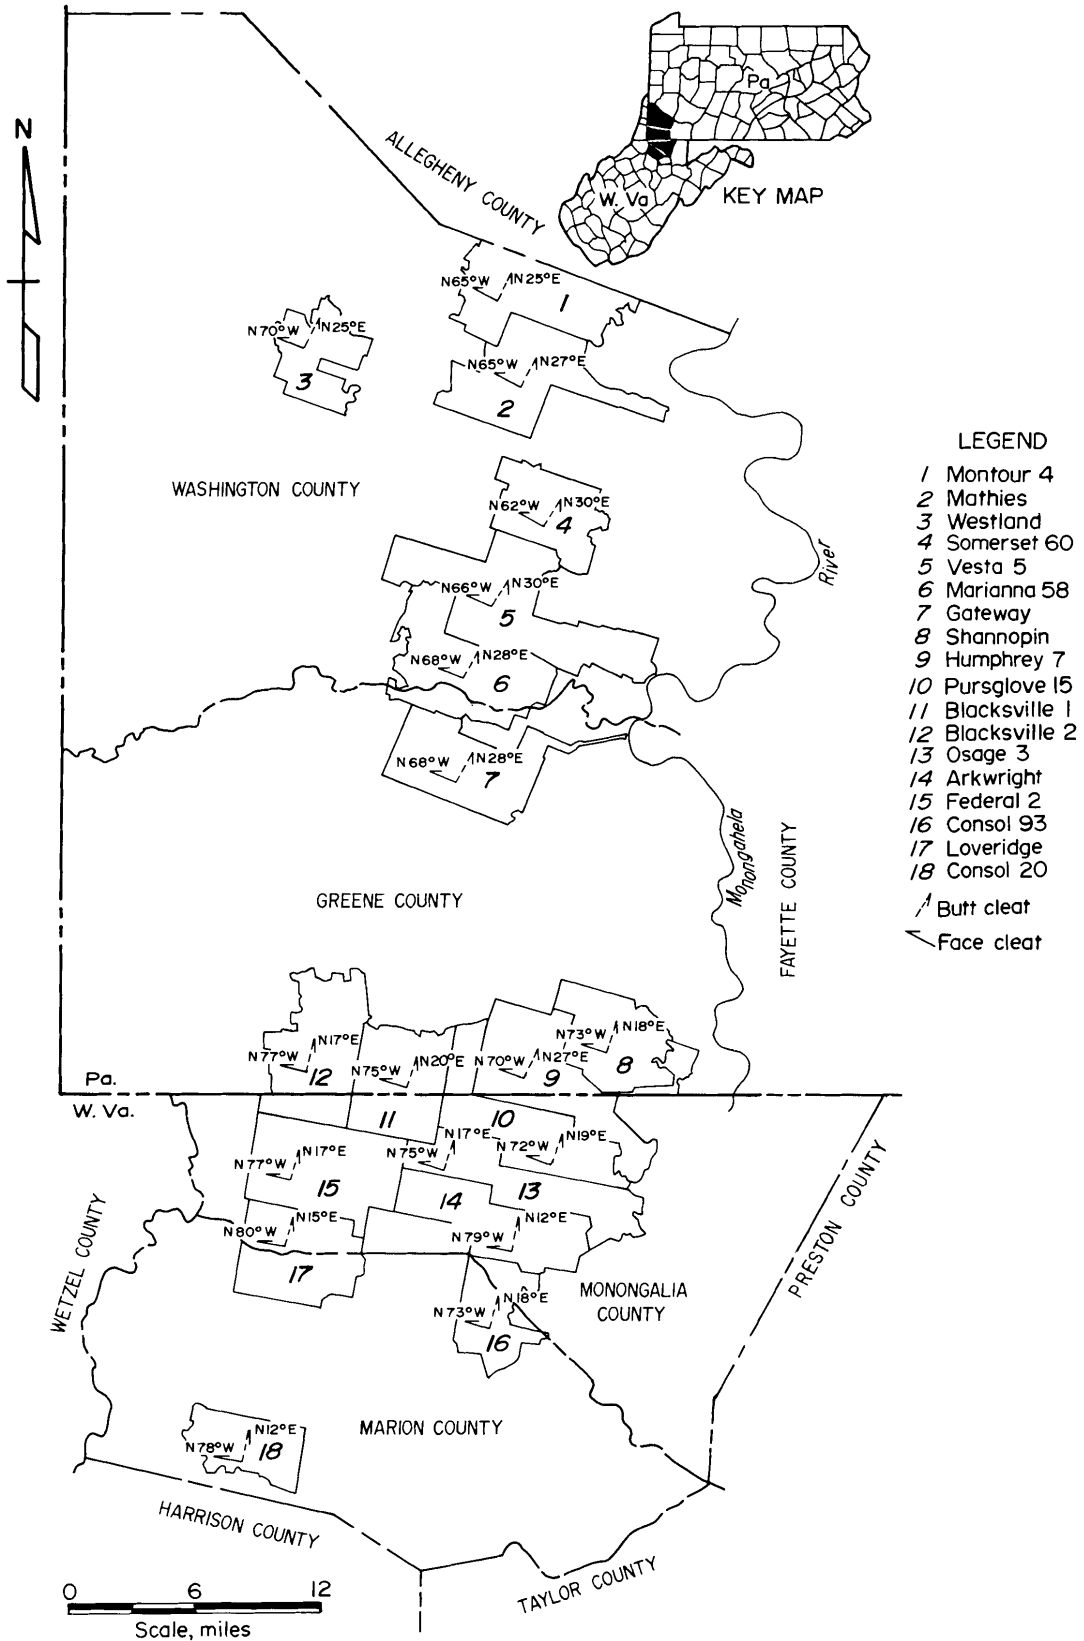 N
ALLEGHENY COUNTY
Pa.
W. Va
KEY MAP
N65°W
N25°E
1
N70°W
N25°E
3
N65°W
N27°E
2
WASHINGTON COUNTY
N62°W
N30°E
4
N66°W
N30°E
5
N68°W
N28°E
6
N68°W
N28°E
7
River
Monongahela
FAYETTE COUNTY
GREENE COUNTY
LEGEND
1 Montour 4
2 Mathies
3 Westland
4 Somerset 60
5 Vesta 5
6 Marianna 58
7 Gateway
8 Shannopin
9 Humphrey 7
10 Pursglove 15
11 Blacksville 1
12 Blacksville 2
13 Osage 3
14 Arkwright
15 Federal 2
16 Consol 93
17 Loveridge
18 Consol 20
Butt cleat
Face cleat
N77°W
N17°E
12
N75°W
N20°E
11
N70°W
N27°E
9
N73°W
N18°E
8
Pa.
W. Va.
10
N75°W
N17°E
14
N72°W
N19°E
13
N77°W
N17°E
15
N80°W
N15°E
17
N79°W
N12°E
N73°W
N18°E
16
MONONGALIA
COUNTY
PRESTON COUNTY
WETZEL COUNTY
MARION COUNTY
N78°W
N12°E
18
HARRISON COUNTY
TAYLOR COUNTY
0 6 12
Scale, miles